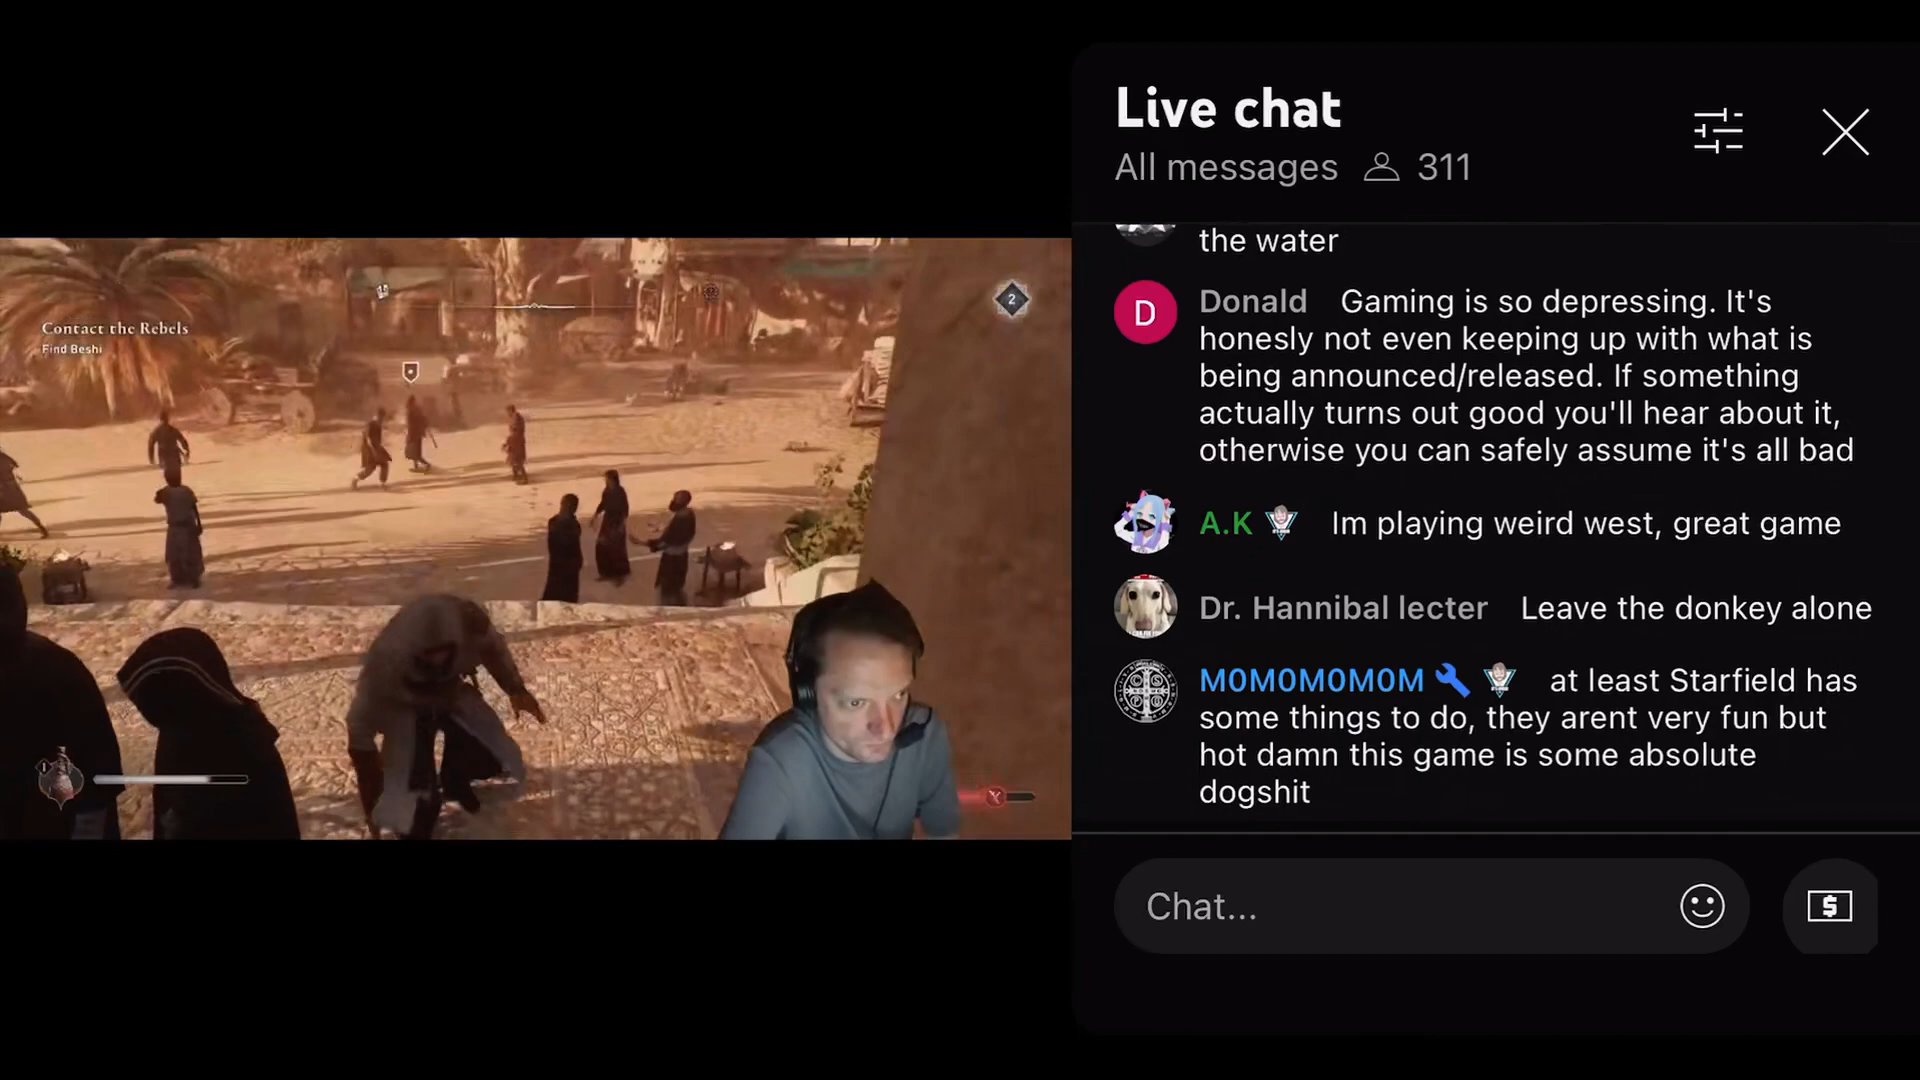 Contact the Rebels
Find Beshi
2
Live chat
All messages 311
the water
D
Donald Gaming is so depressing. It's
honesly not even keeping up with what is
being announced/released. If something
actually turns out good you'll hear about it,
otherwise you can safely assume it's all bad
A.K Im playing weird west, great game
Dr. Hannibal lecter Leave the donkey alone
M0M0M0M0M at least Starfield has
some things to do, they arent very fun but
hot damn this game is some absolute
dogshit
Chat...
$